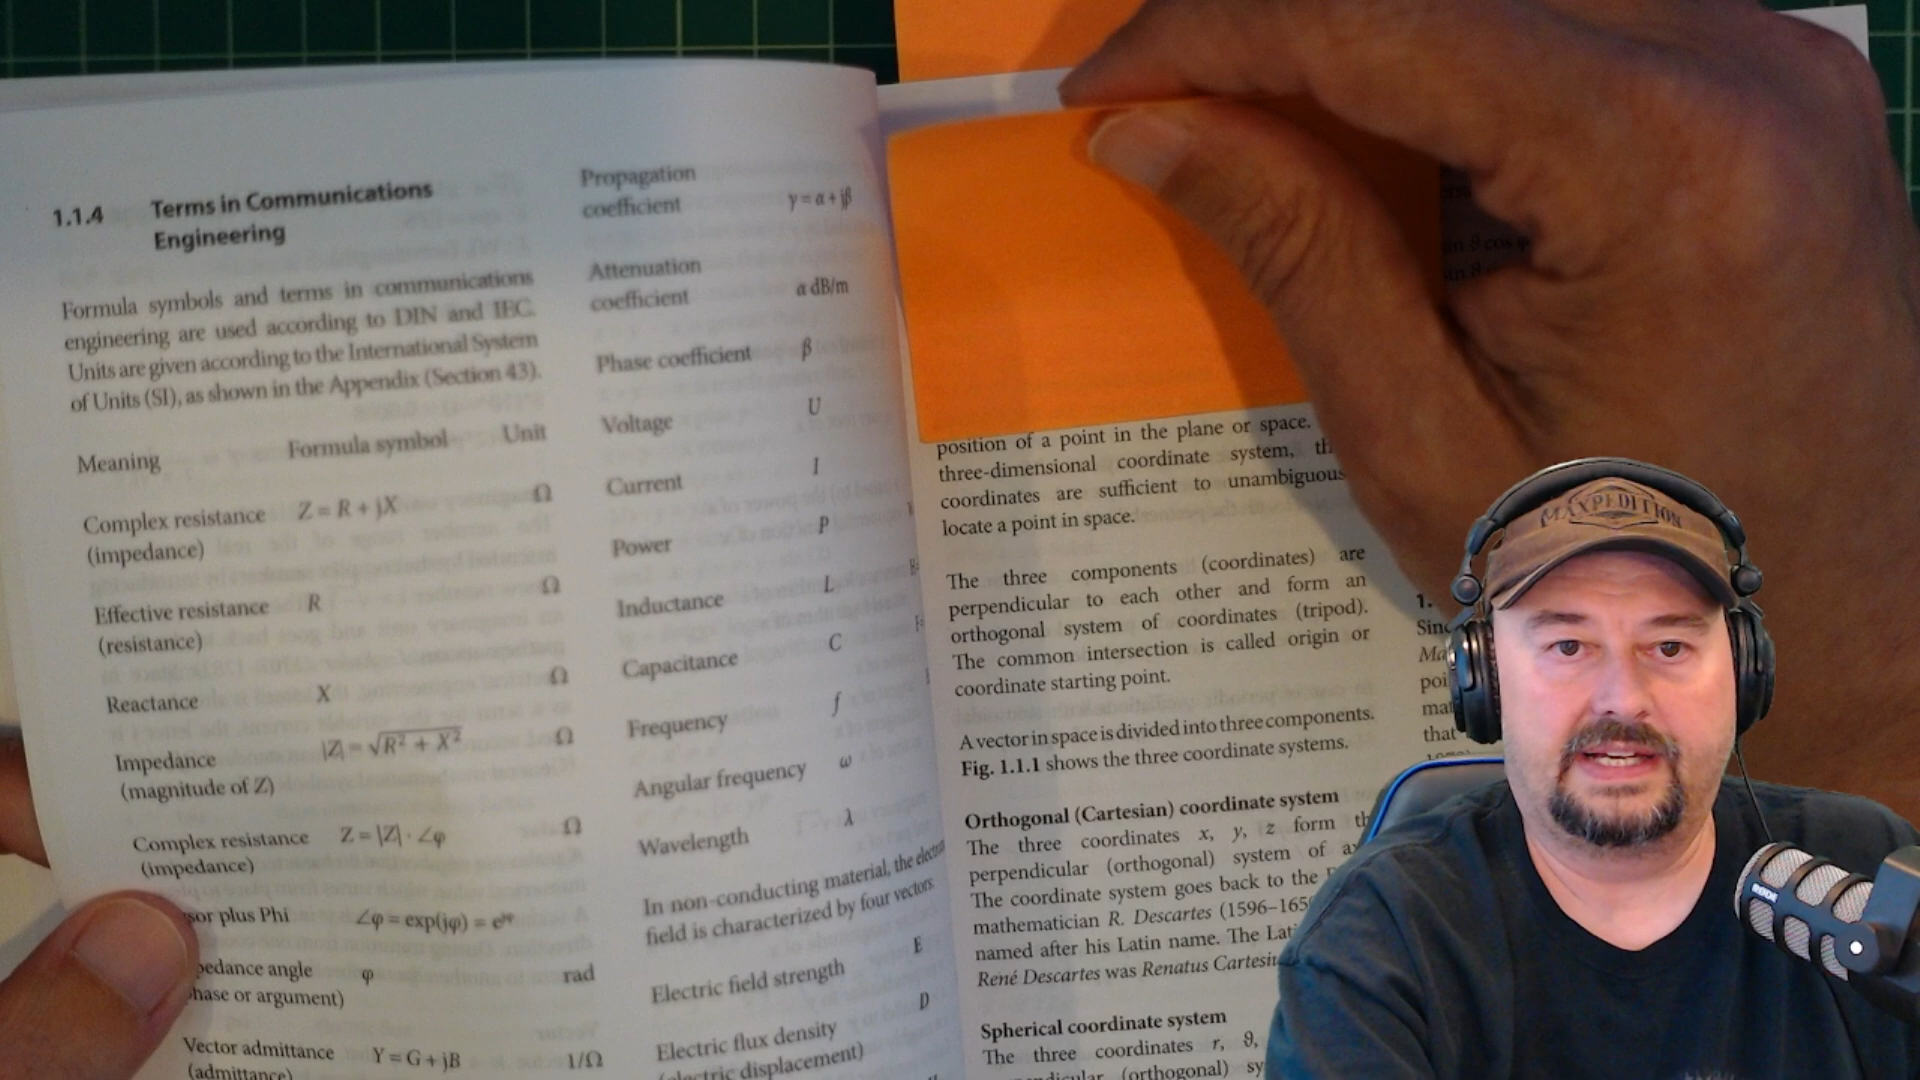 1.1.4 Terms in Communications
Engineering
Formula symbols and terms in communications
engineering are used according to DIN and IEC.
Units are given according to the International System
of Units (SI), as shown in the Appendix (Section 43).
Meaning Formula symbol Unit
Complex resistance Z = R + jX Ω
(impedance)
Effective resistance R Ω
(resistance)
Reactance X Ω
Impedance |Z| = √R² + X² Ω
(magnitude of Z)
Complex resistance Z = |Z| · ∠φ Ω
(impedance)
plus Phi ∠φ = exp(jφ) = e^jφ
angle φ rad
or argument)
Vector admittance Y = G + jB 1/Ω
(admittance)
Propagation
coefficient γ = α + jβ
Attenuation
coefficient α dB/m
Phase coefficient β
Voltage U
Current I
Power P
Inductance L
Capacitance C
Frequency f
Angular frequency ω
Wavelength λ
In non-conducting material, the
field is characterized by four vectors.
Electric field strength E
Electric flux density D
(electric displacement)
position of a point in the plane or space.
three-dimensional coordinate system,
coordinates are sufficient to
locate a point in space.
The three components (coordinates) are
perpendicular to each other and form an
orthogonal system of coordinates (tripod).
The common intersection is called origin or
coordinate starting point.
A vector in space is divided into three components.
Fig. 1.1.1 shows the three coordinate systems.
Orthogonal (Cartesian) coordinate system
The three coordinates x, y, z form
perpendicular (orthogonal) system of
The coordinate system goes back to the
mathematician R. Descartes (1596–
named after his Latin name. The
René Descartes was Renatus
Spherical coordinate system
The three coordinates r, ϑ,
(orthogonal)
cos φ
1.
that
MAXPEDITION
RODE